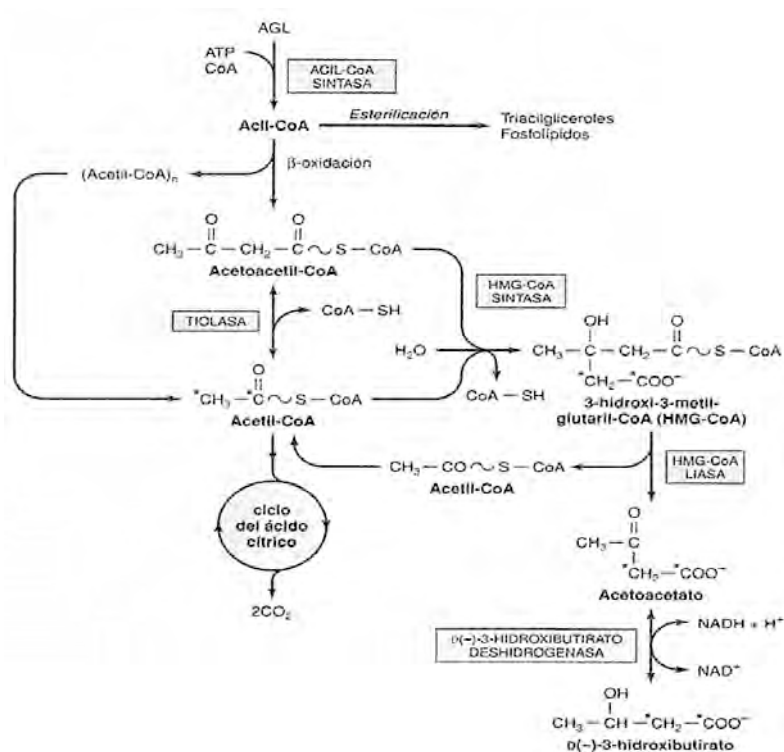 AGL
ATP
CoA
ACIL-CoA
SINTASA
Acil-CoA
Esterificación
Triacilgliceroles
Fosfolípidos
β-oxidación
(Acetil-CoA)n
O O
CH₃ — C — CH₂ — C ~ S — CoA
Acetoacetil-CoA
HMG-CoA
SINTASA
TIOLASA
CoA — SH
H₂O
OH O
CH₃ — C — CH₂ — C ~ S — CoA
*CH₂ — *COO⁻
3-hidroxi-3-metil-
glutaril-CoA (HMG-CoA)
CoA — SH
O
*CH₃ — *C ~ S — CoA
Acetil-CoA
CH₃ — CO ~ S — CoA
Acetil-CoA
HMG-CoA
LIASA
ciclo
del ácido
cítrico
2CO₂
O
CH₃ — C
*CH₂ — *COO⁻
Acetoacetato
D(–)-3-HIDROXIBUTIRATO
DESHIDROGENASA
NADH + H⁺
NAD⁺
OH
CH₃ — CH — *CH₂ — *COO⁻
D(–)-3-hidroxibutirato